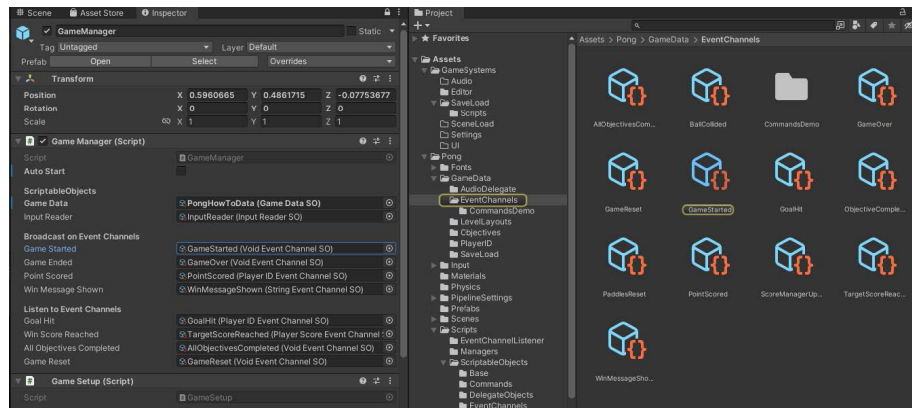 Scene Asset Store Inspector
GameManager Static
Tag Untagged Layer Default
Prefab Open Select Overrides
Transform
Position X 0.5960665 Y 0.4861715 Z -0.07753677
Rotation X 0 Y 0 Z 0
Scale X 1 Y 1 Z 1
# Game Manager (Script)
Script GameManager
Auto Start
ScriptableObjects
Game Data PongHowToData (Game Data SO)
Input Reader InputReader (Input Reader SO)
Broadcast on Event Channels
Game Started GameStarted (Void Event Channel SO)
Game Ended GameOver (Void Event Channel SO)
Point Scored PointScored (Player ID Event Channel SO)
Win Message Shown WinMessageShown (String Event Channel SO)
Listen to Event Channels
Goal Hit GoalHit (Player ID Event Channel SO)
Win Score Reached TargetScoreReached (Player Score Event Channel
All Objectives Completed AllObjectivesCompleted (Void Event Channel SO)
Game Reset GameReset (Void Event Channel SO)
# Game Setup (Script)
Script GameSetup
Project
+
Favorites
Assets
GameSystems
Audio
Editor
SaveLoad
Scripts
SceneLoad
Settings
UI
Pong
Fonts
GameData
AudioDelegate
EventChannels
CommandsDemo
LevelLayouts
Objectives
PlayerID
SaveLoad
Input
Materials
Physics
PipelineSettings
Prefabs
Scenes
Scripts
EventChannelListener
Managers
ScriptableObjects
Base
Commands
DelegateObjects
EventChannels
Assets > Pong > GameData > EventChannels
AllObjectivesCom... BallCollided CommandsDemo GameOver
GameReset GameStarted GoalHit ObjectiveComple...
PaddlesReset PointScored ScoreManagerUp... TargetScoreReac...
WinMessageSho...